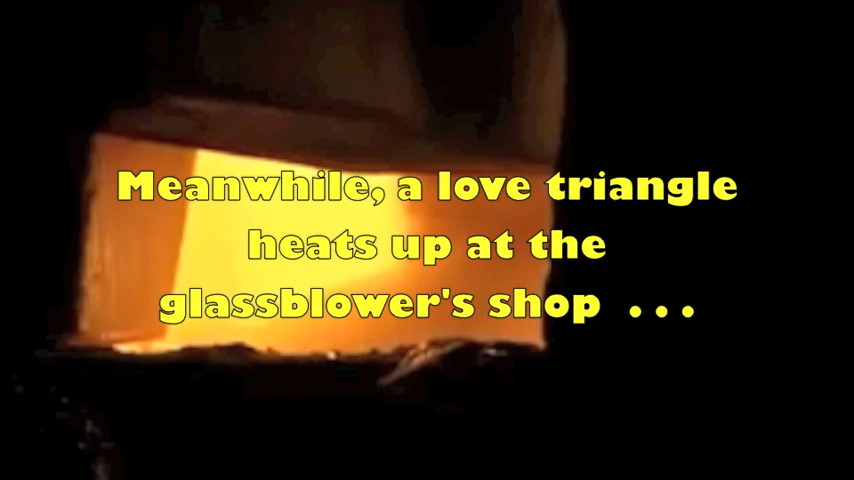 Meanwhile, a love triangle
heats up at the
glassblower's shop  . . .